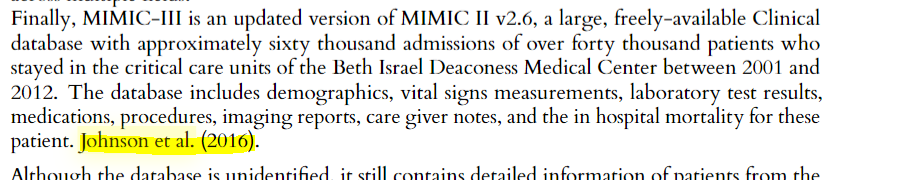 Finally, MIMIC-III is an updated version of MIMIC II v2.6, a large, freely-available Clinical
database with approximately sixty thousand admissions of over forty thousand patients who
stayed in the critical care units of the Beth Israel Deaconess Medical Center between 2001 and
2012. The database includes demographics, vital signs measurements, laboratory test results,
medications, procedures, imaging reports, care giver notes, and the in hospital mortality for these
patient. Johnson et al. (2016).
Although the database is unidentified, it still contains detailed information of patients from the